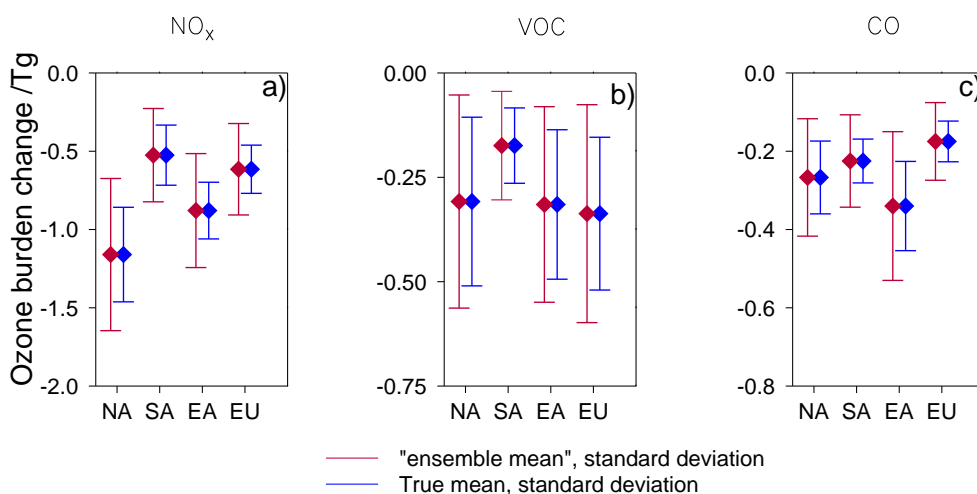 NOx VOC CO
Ozone burden change /Tg
a)
0.0
-0.5
-1.0
-1.5
-2.0
NA SA EA EU
b)
0.00
-0.25
-0.50
-0.75
NA SA EA EU
c)
0.0
-0.2
-0.4
-0.6
-0.8
NA SA EA EU
"ensemble mean", standard deviation
True mean, standard deviation